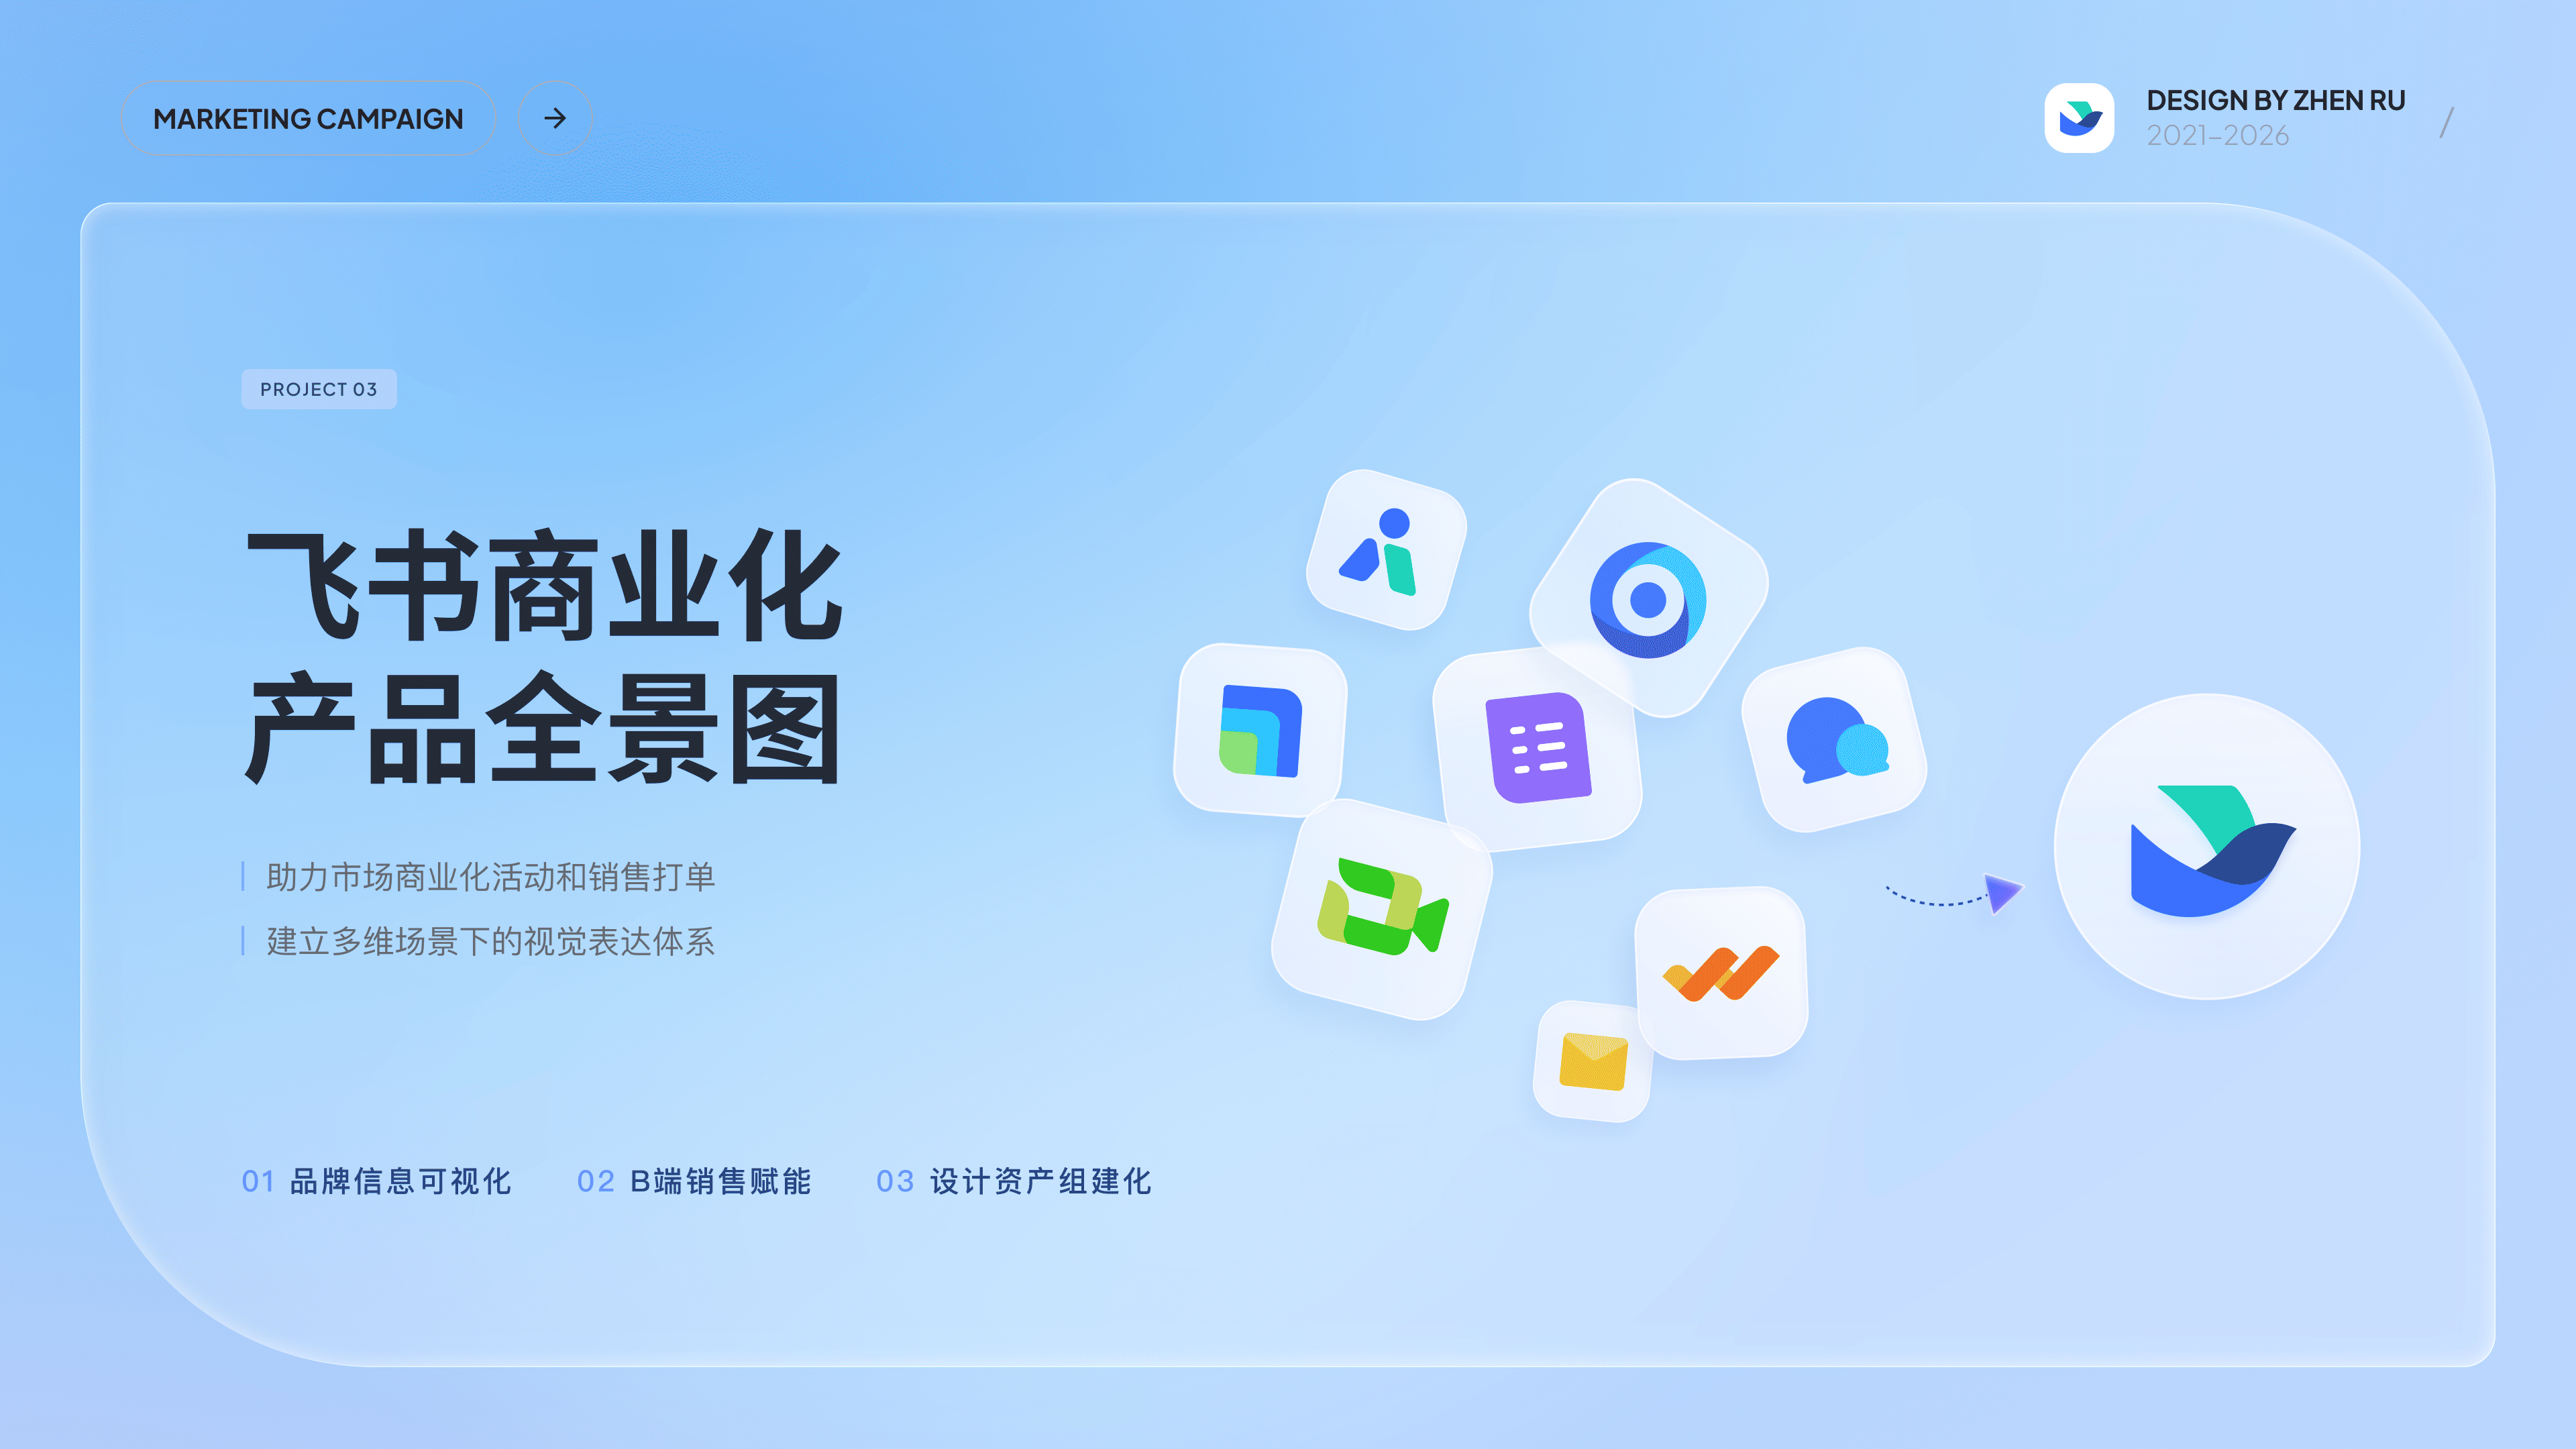 MARKETING CAMPAIGN
DESIGN BY ZHEN RU
2021–2026
/
PROJECT 03
飞书商业化
产品全景图
助力市场商业化活动和销售打单
建立多维场景下的视觉表达体系
01 品牌信息可视化
02 B端销售赋能
03 设计资产组建化